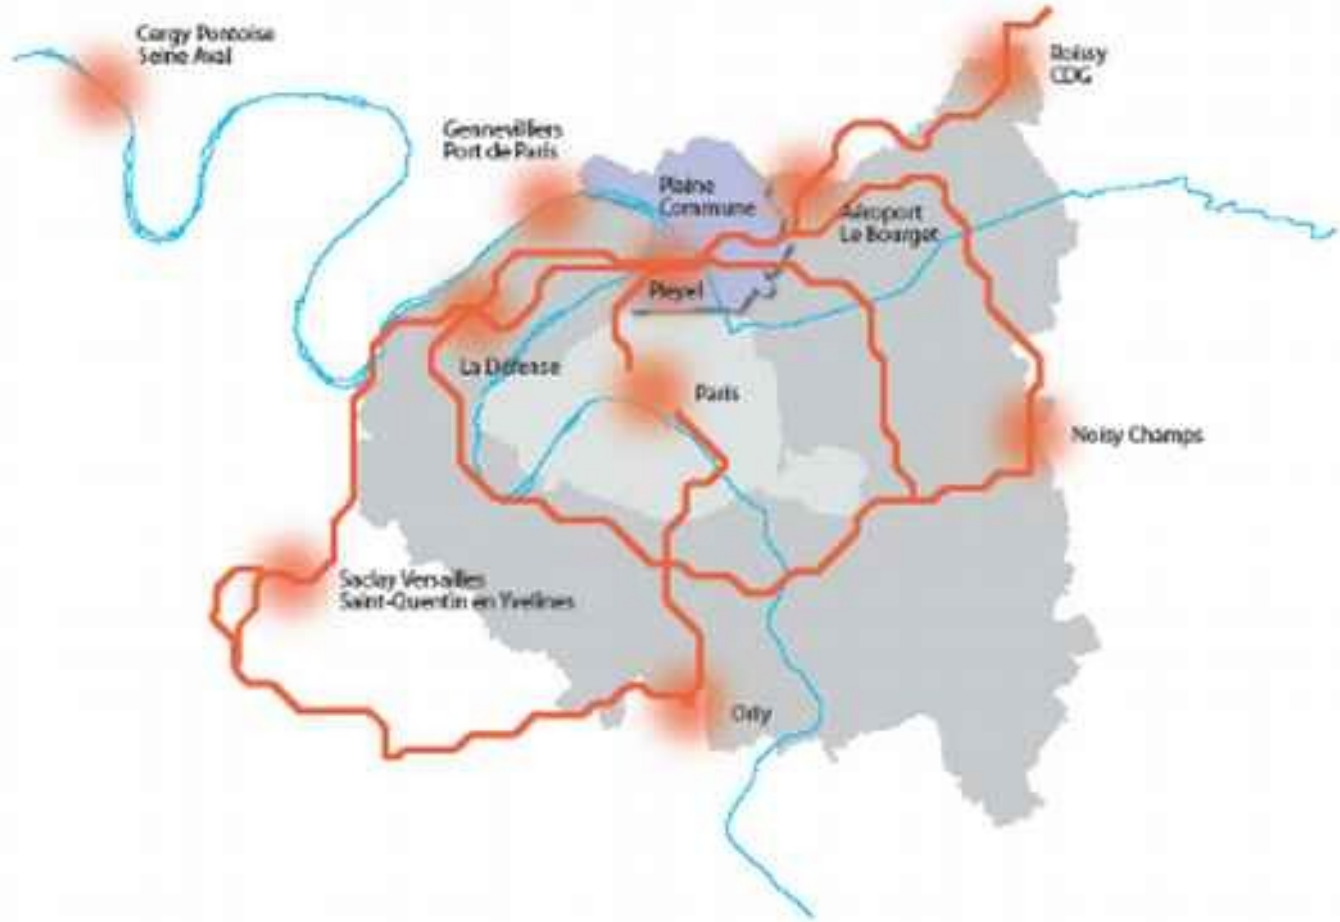 Cergy Pontoise
Seine Aval
Roissy
CDG
Gennevilliers
Port de Paris
Plaine
Commune
Aéroport
Le Bourget
Pleyel
La Défense
Paris
Noisy Champs
Saclay Versailles
Saint-Quentin en Yvelines
Orly